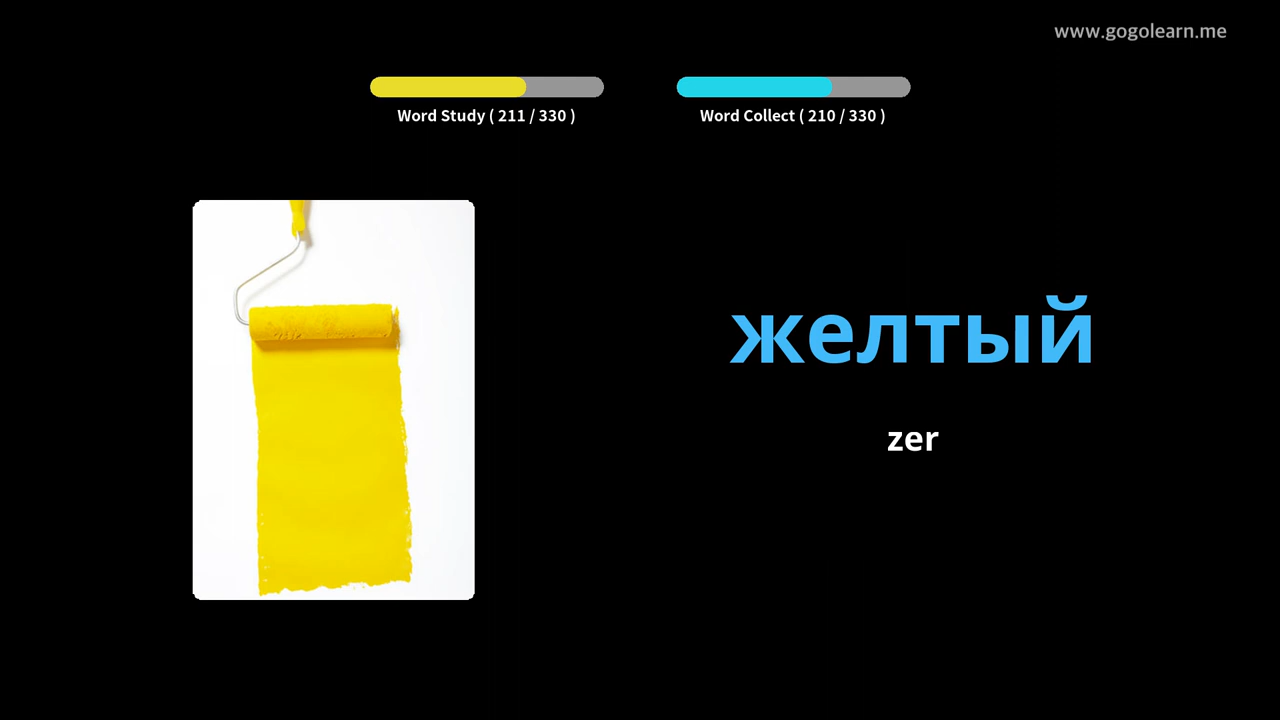 www.gogolearn.me
Word Study ( 211 / 330 )
Word Collect ( 210 / 330 )
желтый
zer